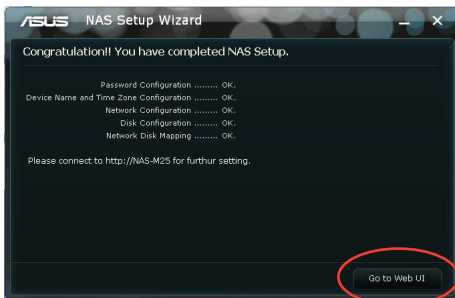 ASUS NAS Setup Wizard
Congratulation!! You have completed NAS Setup.
Password Configuration ......... OK.
Device Name and Time Zone Configuration ......... OK.
Network Configuration ......... OK.
Disk Configuration ......... OK.
Network Disk Mapping ......... OK.
Please connect to http://NAS-M25 for furthur setting.
Go to Web UI